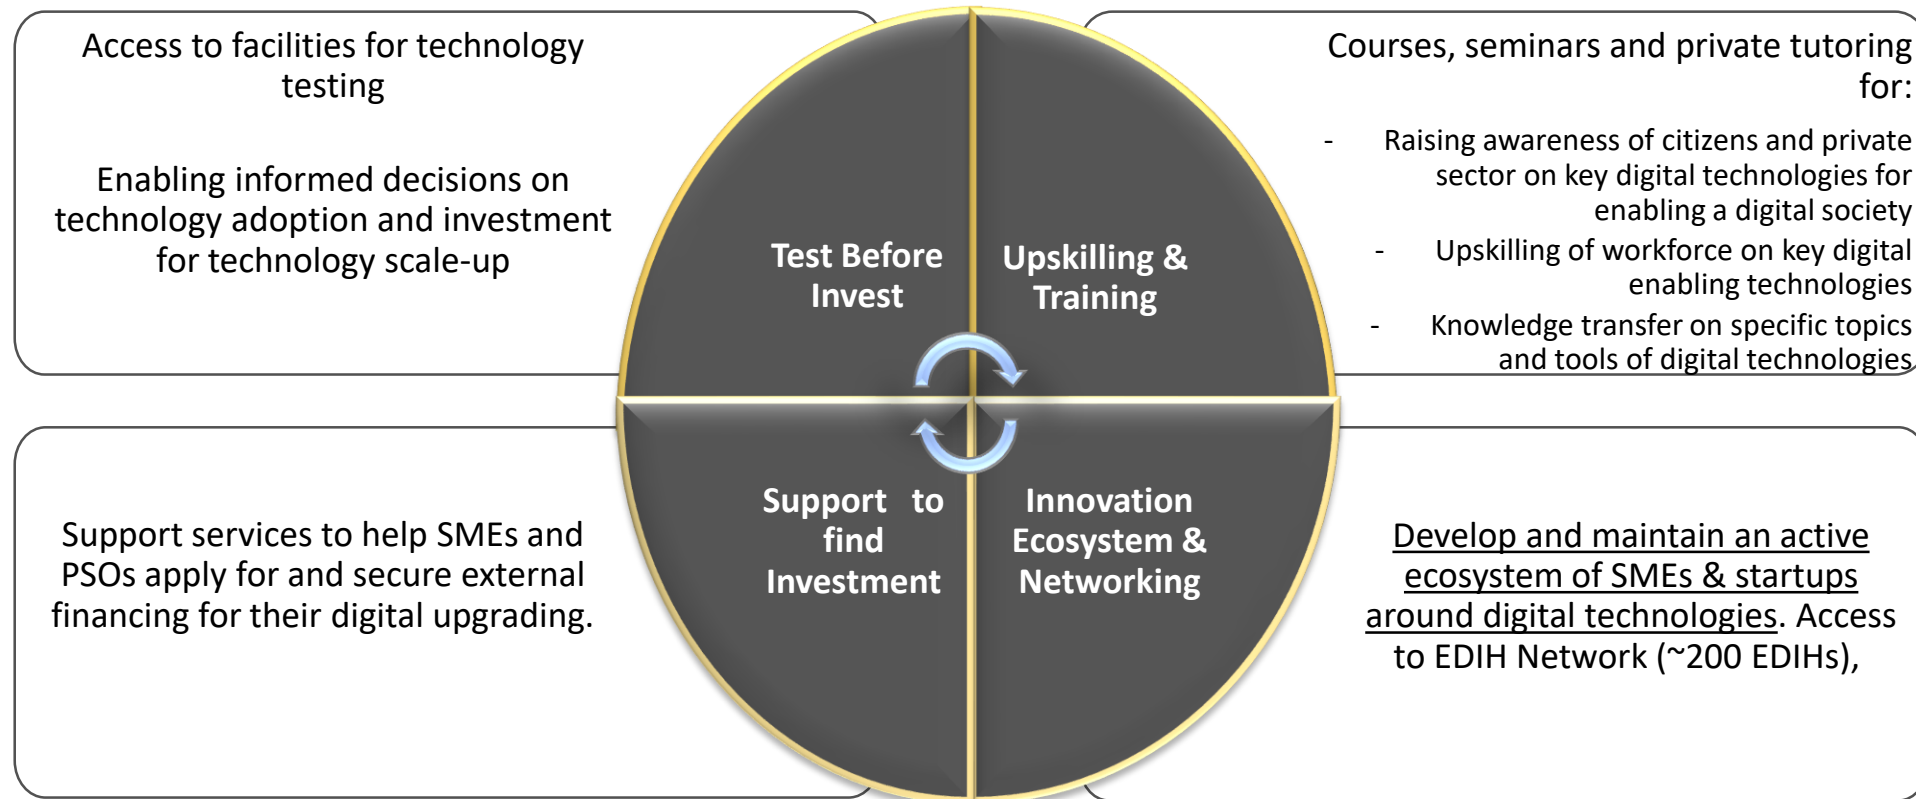 Access to facilities for technology
testing
Enabling informed decisions on
technology adoption and investment
for technology scale-up
Test Before
Invest
Upskilling &
Training
Courses, seminars and private tutoring
for:
- Raising awareness of citizens and private
sector on key digital technologies for
enabling a digital society
- Upskilling of workforce on key digital
enabling technologies
- Knowledge transfer on specific topics
and tools of digital technologies
Support services to help SMEs and
PSOs apply for and secure external
financing for their digital upgrading.
Support to
find
Investment
Innovation
Ecosystem &
Networking
Develop and maintain an active
ecosystem of SMEs & startups
around digital technologies. Access
to EDIH Network (~200 EDIHs),